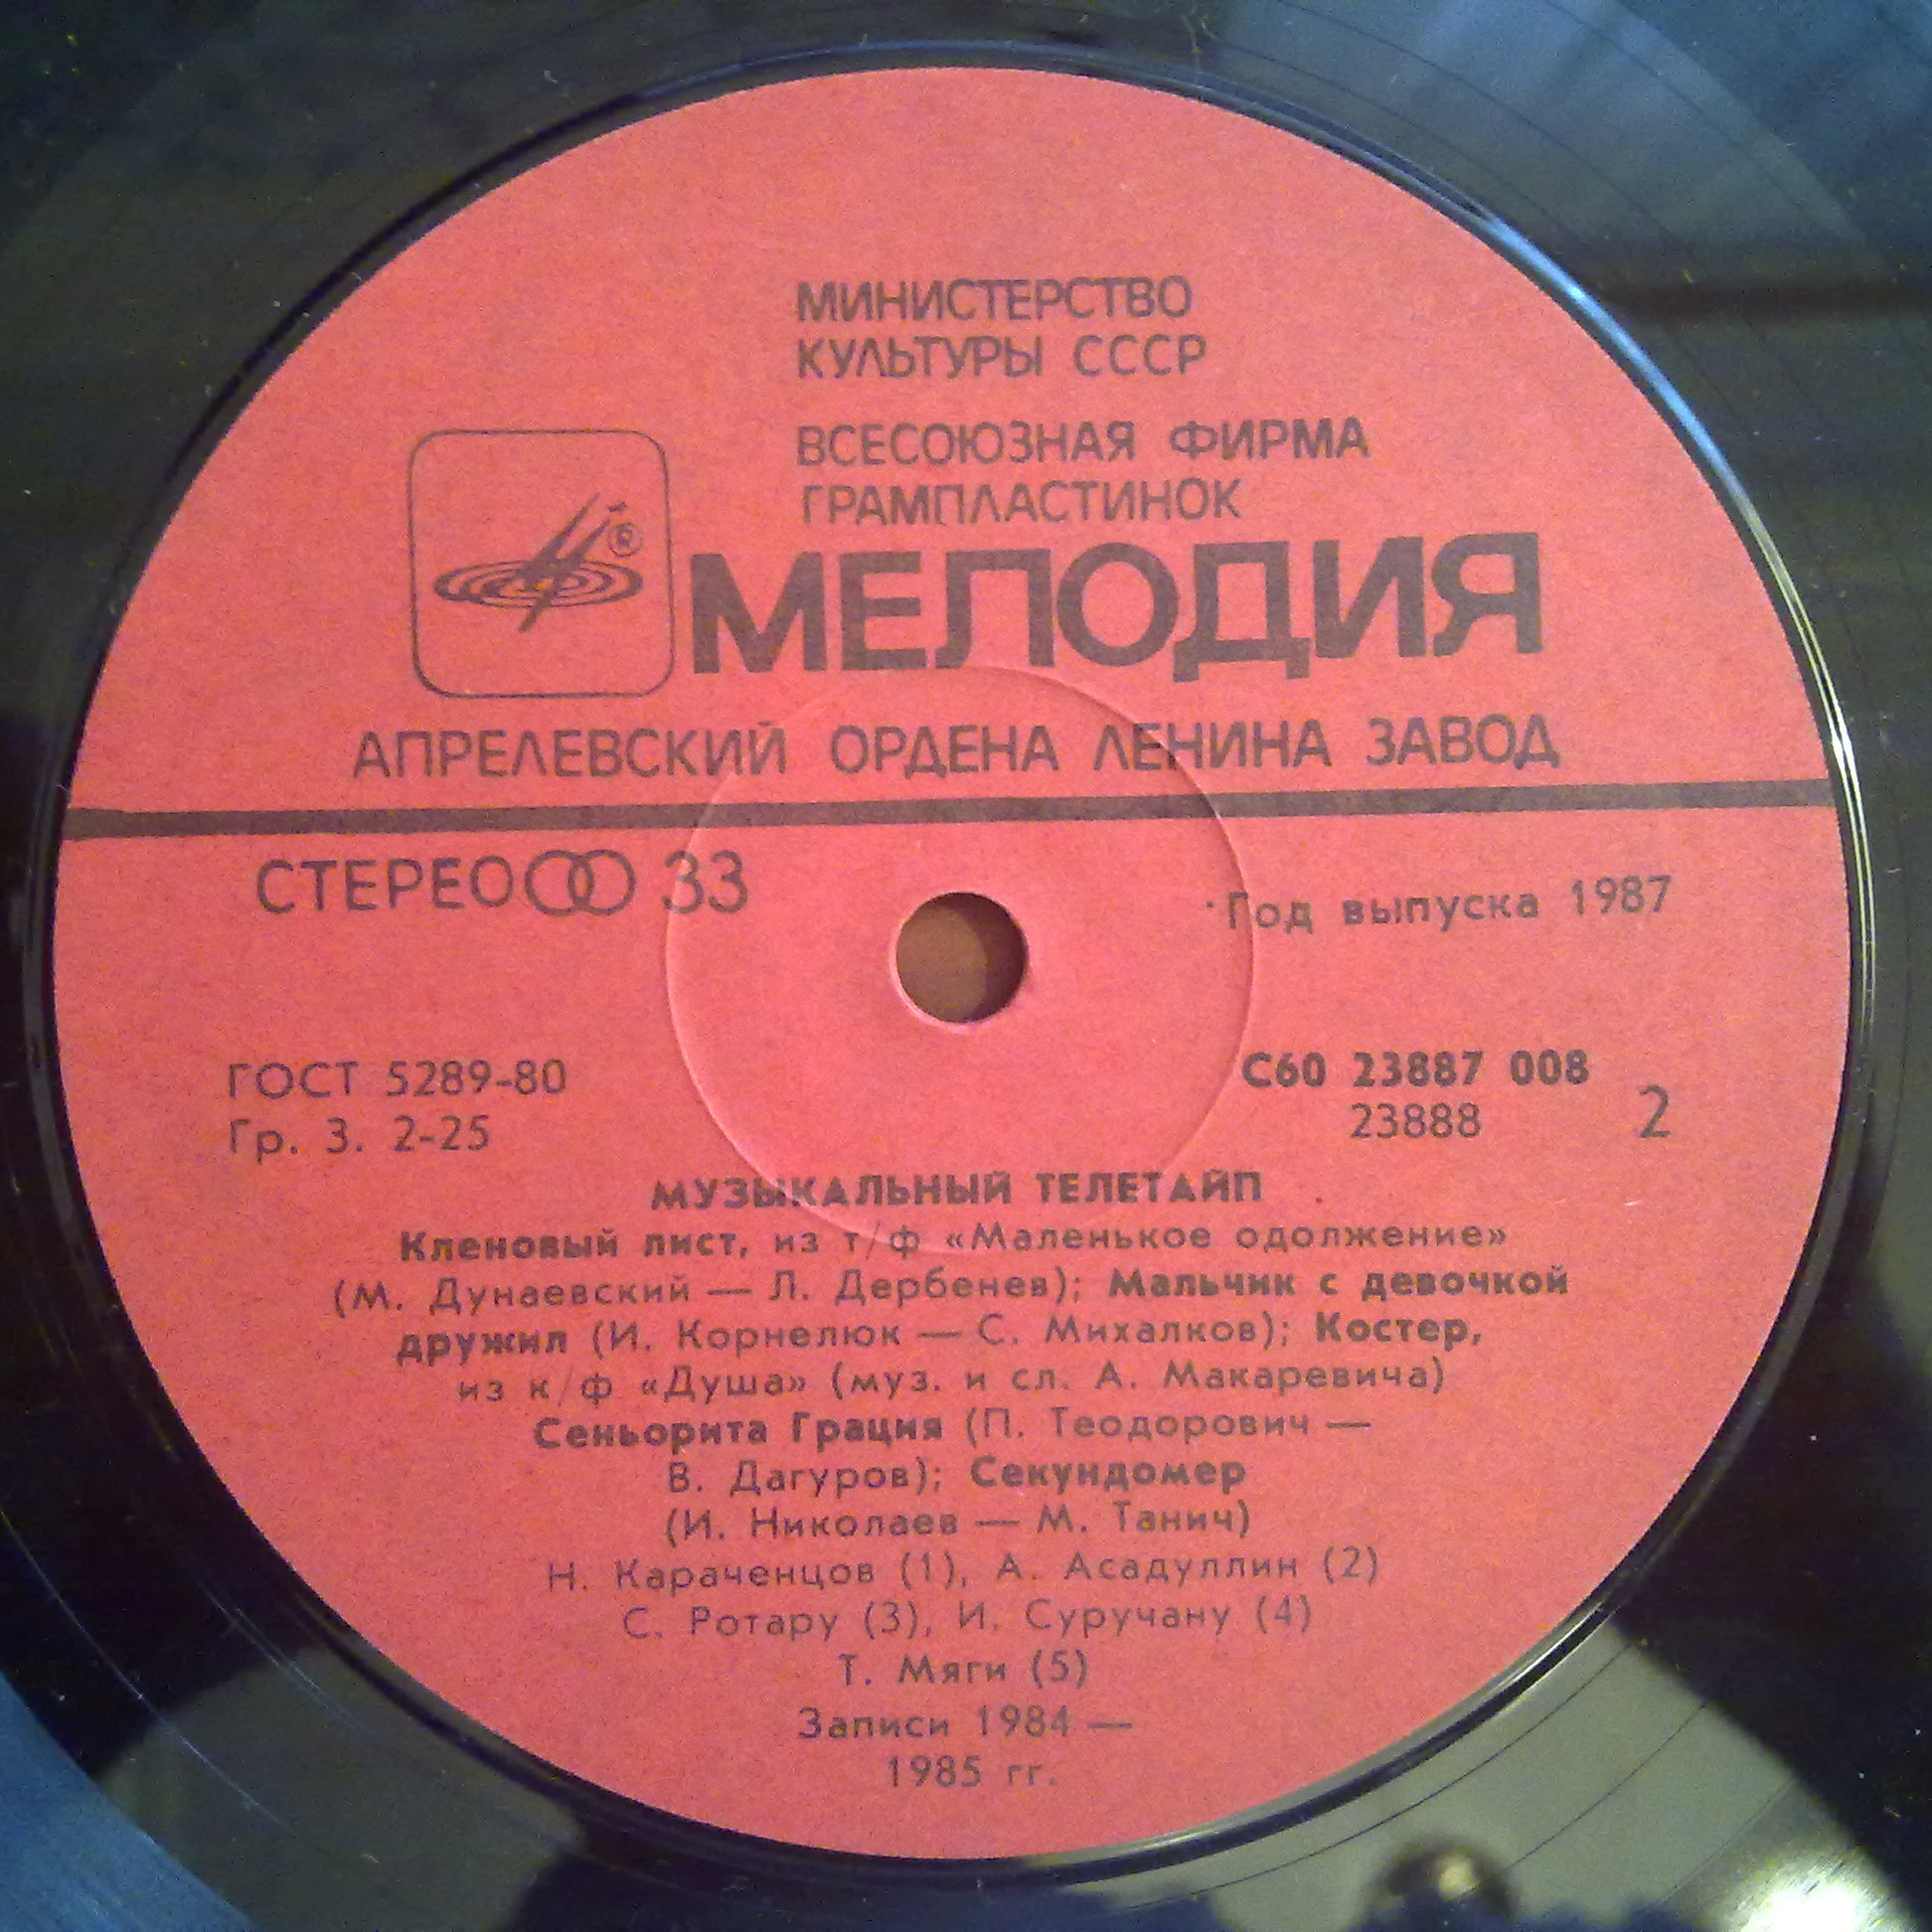 МИНИСТЕРСТВО
КУЛЬТУРЫ СССР
ВСЕСОЮЗНАЯ ФИРМА
ГРАМПЛАСТИНОК
®
МЕЛОДИЯ
АПРЕЛЕВСКИЙ ОРДЕНА ЛЕНИНА ЗАВОД
СТЕРЕО 33
Год выпуска 1987
ГОСТ 5289-80
Гр. 3. 2-25
С60 23887 008
23888
2
МУЗЫКАЛЬНЫЙ ТЕЛЕТАЙП
Кленовый лист, из т/ф «Маленькое одолжение»
(М. Дунаевский — Л. Дербенев); Мальчик с девочкой
дружил (И. Корнелюк — С. Михалков); Костер,
из к/ф «Душа» (муз. и сл. А. Макаревича)
Сеньорита Грация (П. Теодорович —
В. Дагуров); Секундомер
(И. Николаев — М. Танич)
Н. Караченцов (1), А. Асадуллин (2)
С. Ротару (3), И. Суручану (4)
Т. Мяги (5)
Записи 1984 —
1985 гг.